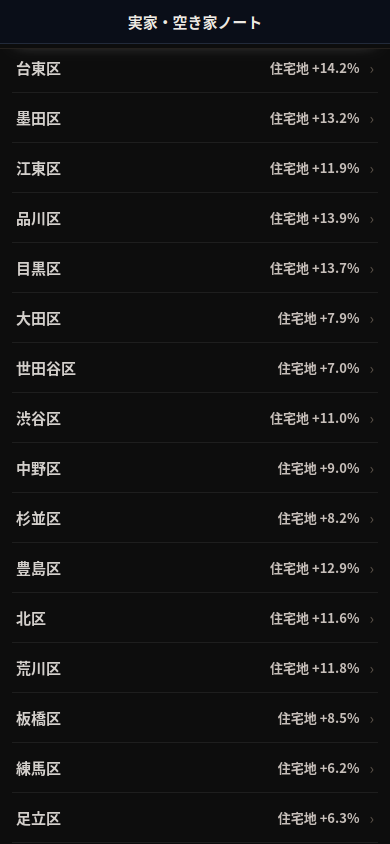 実家・空き家ノート
台東区 住宅地 +14.2% ›
墨田区 住宅地 +13.2% ›
江東区 住宅地 +11.9% ›
品川区 住宅地 +13.9% ›
目黒区 住宅地 +13.7% ›
大田区 住宅地 +7.9% ›
世田谷区 住宅地 +7.0% ›
渋谷区 住宅地 +11.0% ›
中野区 住宅地 +9.0% ›
杉並区 住宅地 +8.2% ›
豊島区 住宅地 +12.9% ›
北区 住宅地 +11.6% ›
荒川区 住宅地 +11.8% ›
板橋区 住宅地 +8.5% ›
練馬区 住宅地 +6.2% ›
足立区 住宅地 +6.3% ›